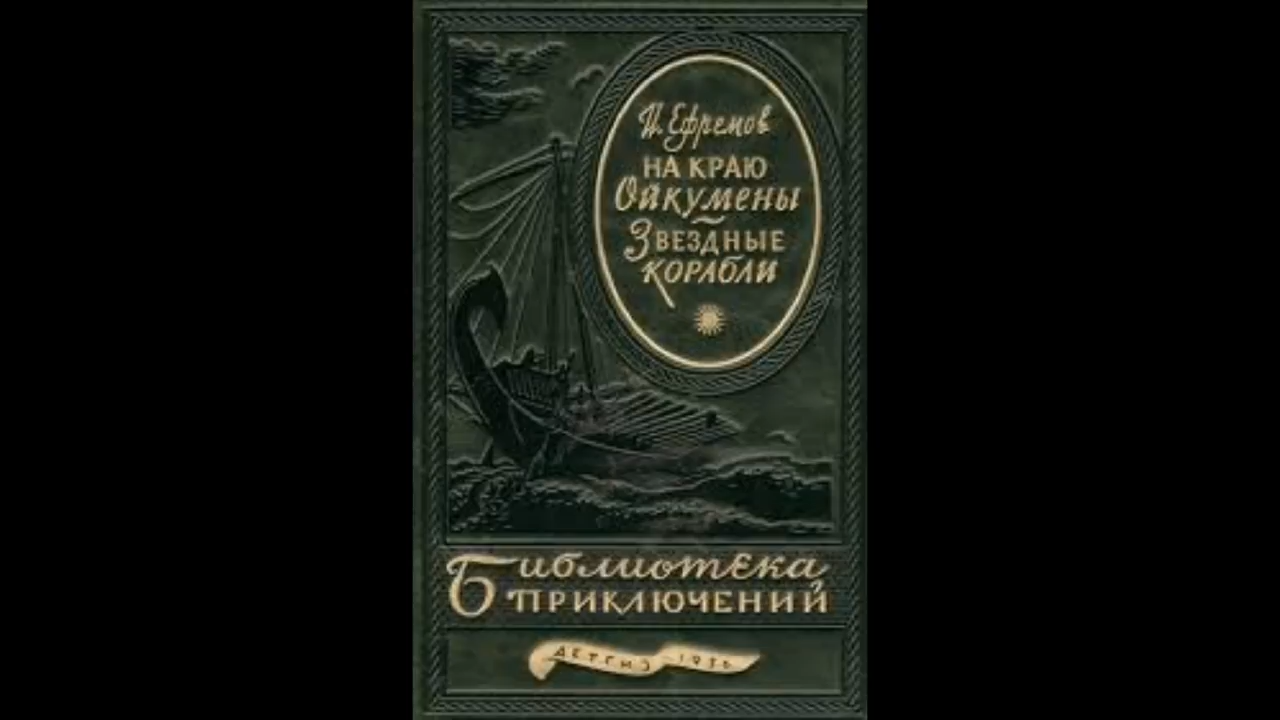 И. Ефремов
НА КРАЮ
Ойкумены
Звездные
корабли
Библиотека
приключений
ДЕТГИЗ - 1956